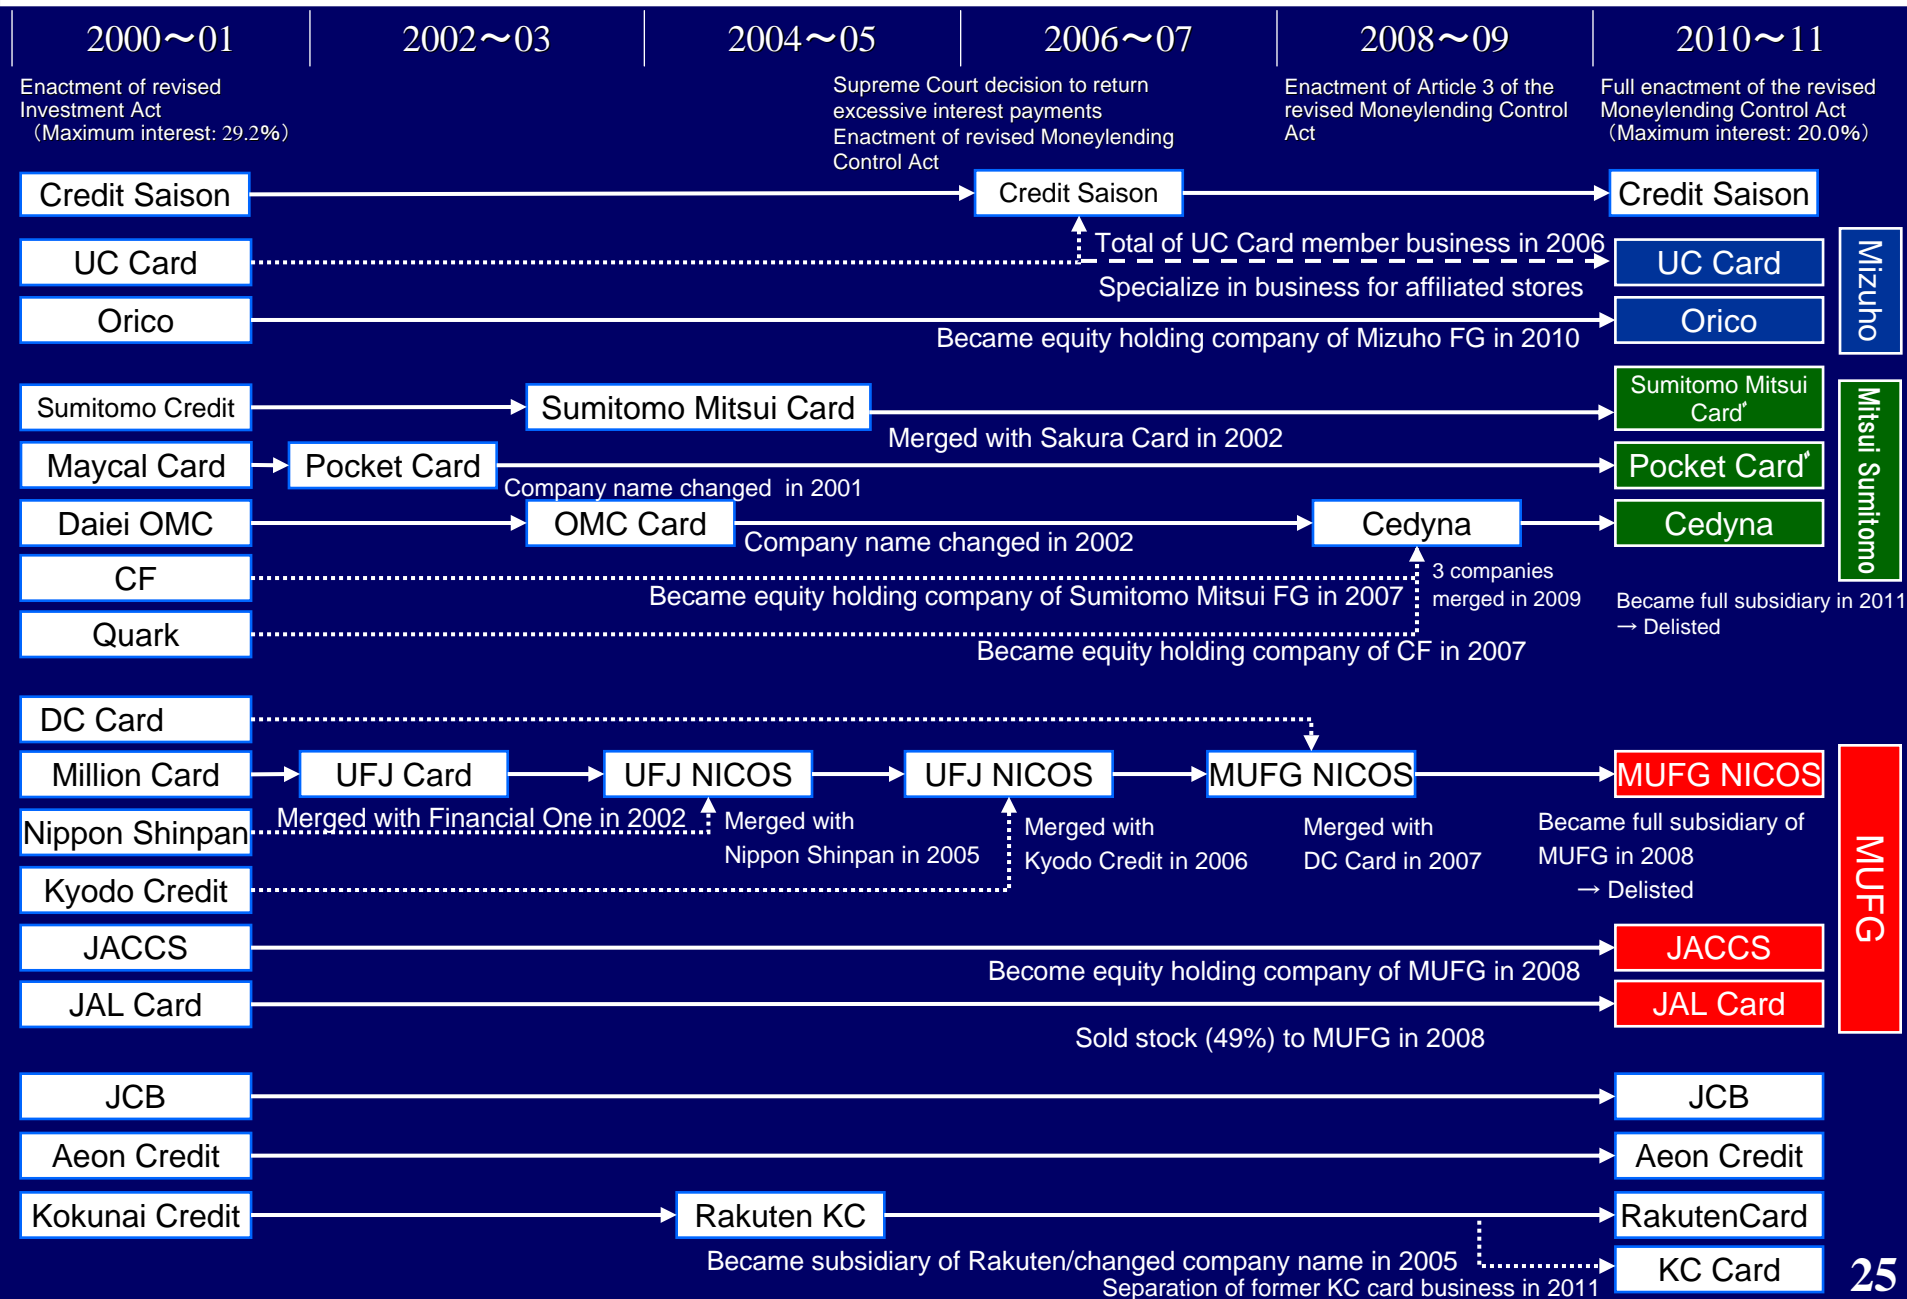 2000～01
2002～03
2004～05
2006～07
2008～09
2010～11
Enactment of revised
Investment Act
（Maximum interest: 29.2%）
Supreme Court decision to return
excessive interest payments
Enactment of revised Moneylending
Control Act
Enactment of Article 3 of the
revised Moneylending Control
Act
Full enactment of the revised
Moneylending Control Act
（Maximum interest: 20.0%）
Credit Saison
Credit Saison
Credit Saison
UC Card
Total of UC Card member business in 2006
Specialize in business for affiliated stores
UC Card
Orico
Became equity holding company of Mizuho FG in 2010
Orico
Mizuho
Sumitomo Credit
Sumitomo Mitsui Card
Merged with Sakura Card in 2002
Sumitomo Mitsui
Card
Maycal Card
Pocket Card
Company name changed in 2001
Pocket Card
Daiei OMC
OMC Card
Company name changed in 2002
Cedyna
Cedyna
Mitsui Sumitomo
CF
Became equity holding company of Sumitomo Mitsui FG in 2007
3 companies
merged in 2009
Became full subsidiary in 2011
→ Delisted
Quark
Became equity holding company of CF in 2007
DC Card
Million Card
UFJ Card
UFJ NICOS
UFJ NICOS
MUFG NICOS
MUFG NICOS
Merged with Financial One in 2002
Nippon Shinpan
Merged with
Nippon Shinpan in 2005
Merged with
Kyodo Credit in 2006
Merged with
DC Card in 2007
Became full subsidiary of
MUFG in 2008
→ Delisted
Kyodo Credit
MUFG
JACCS
Become equity holding company of MUFG in 2008
JACCS
JAL Card
Sold stock (49%) to MUFG in 2008
JAL Card
JCB
JCB
Aeon Credit
Aeon Credit
Kokunai Credit
Rakuten KC
RakutenCard
Became subsidiary of Rakuten/changed company name in 2005
Separation of former KC card business in 2011
KC Card
25